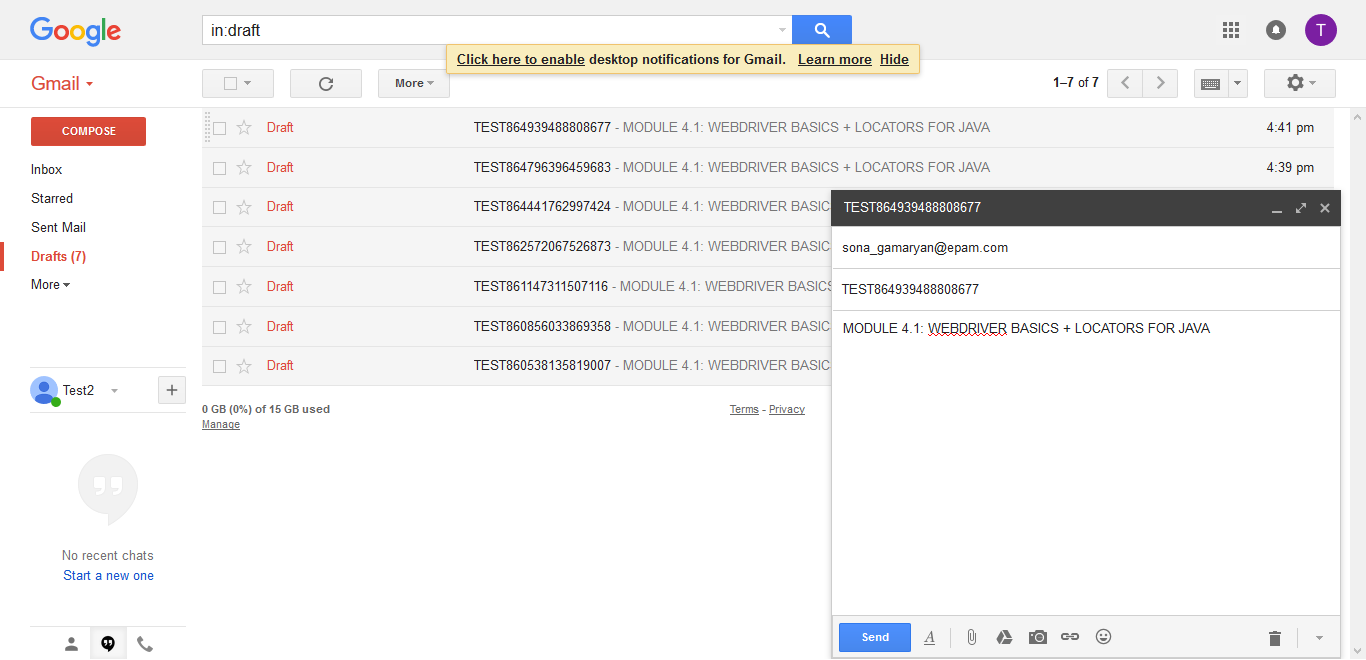 Google
in:draft
T
Click here to enable desktop notifications for Gmail. Learn more Hide
Gmail
More
1–7 of 7
COMPOSE
Inbox
Starred
Sent Mail
Drafts (7)
More
Draft TEST864939488808677 - MODULE 4.1: WEBDRIVER BASICS + LOCATORS FOR JAVA 4:41 pm
Draft TEST864796396459683 - MODULE 4.1: WEBDRIVER BASICS + LOCATORS FOR JAVA 4:39 pm
Draft TEST864441762997424 - MODULE 4.1: WEBDRIVER BASIC
Draft TEST862572067526873 - MODULE 4.1: WEBDRIVER BASIC
Draft TEST861147311507116 - MODULE 4.1: WEBDRIVER BASICS
Draft TEST860856033869358 - MODULE 4.1: WEBDRIVER BASIC
Draft TEST860538135819007 - MODULE 4.1: WEBDRIVER BASIC
0 GB (0%) of 15 GB used
Manage
Terms - Privacy
Test2
No recent chats
Start a new one
TEST864939488808677
sona_gamaryan@epam.com
TEST864939488808677
MODULE 4.1: WEBDRIVER BASICS + LOCATORS FOR JAVA
Send
A